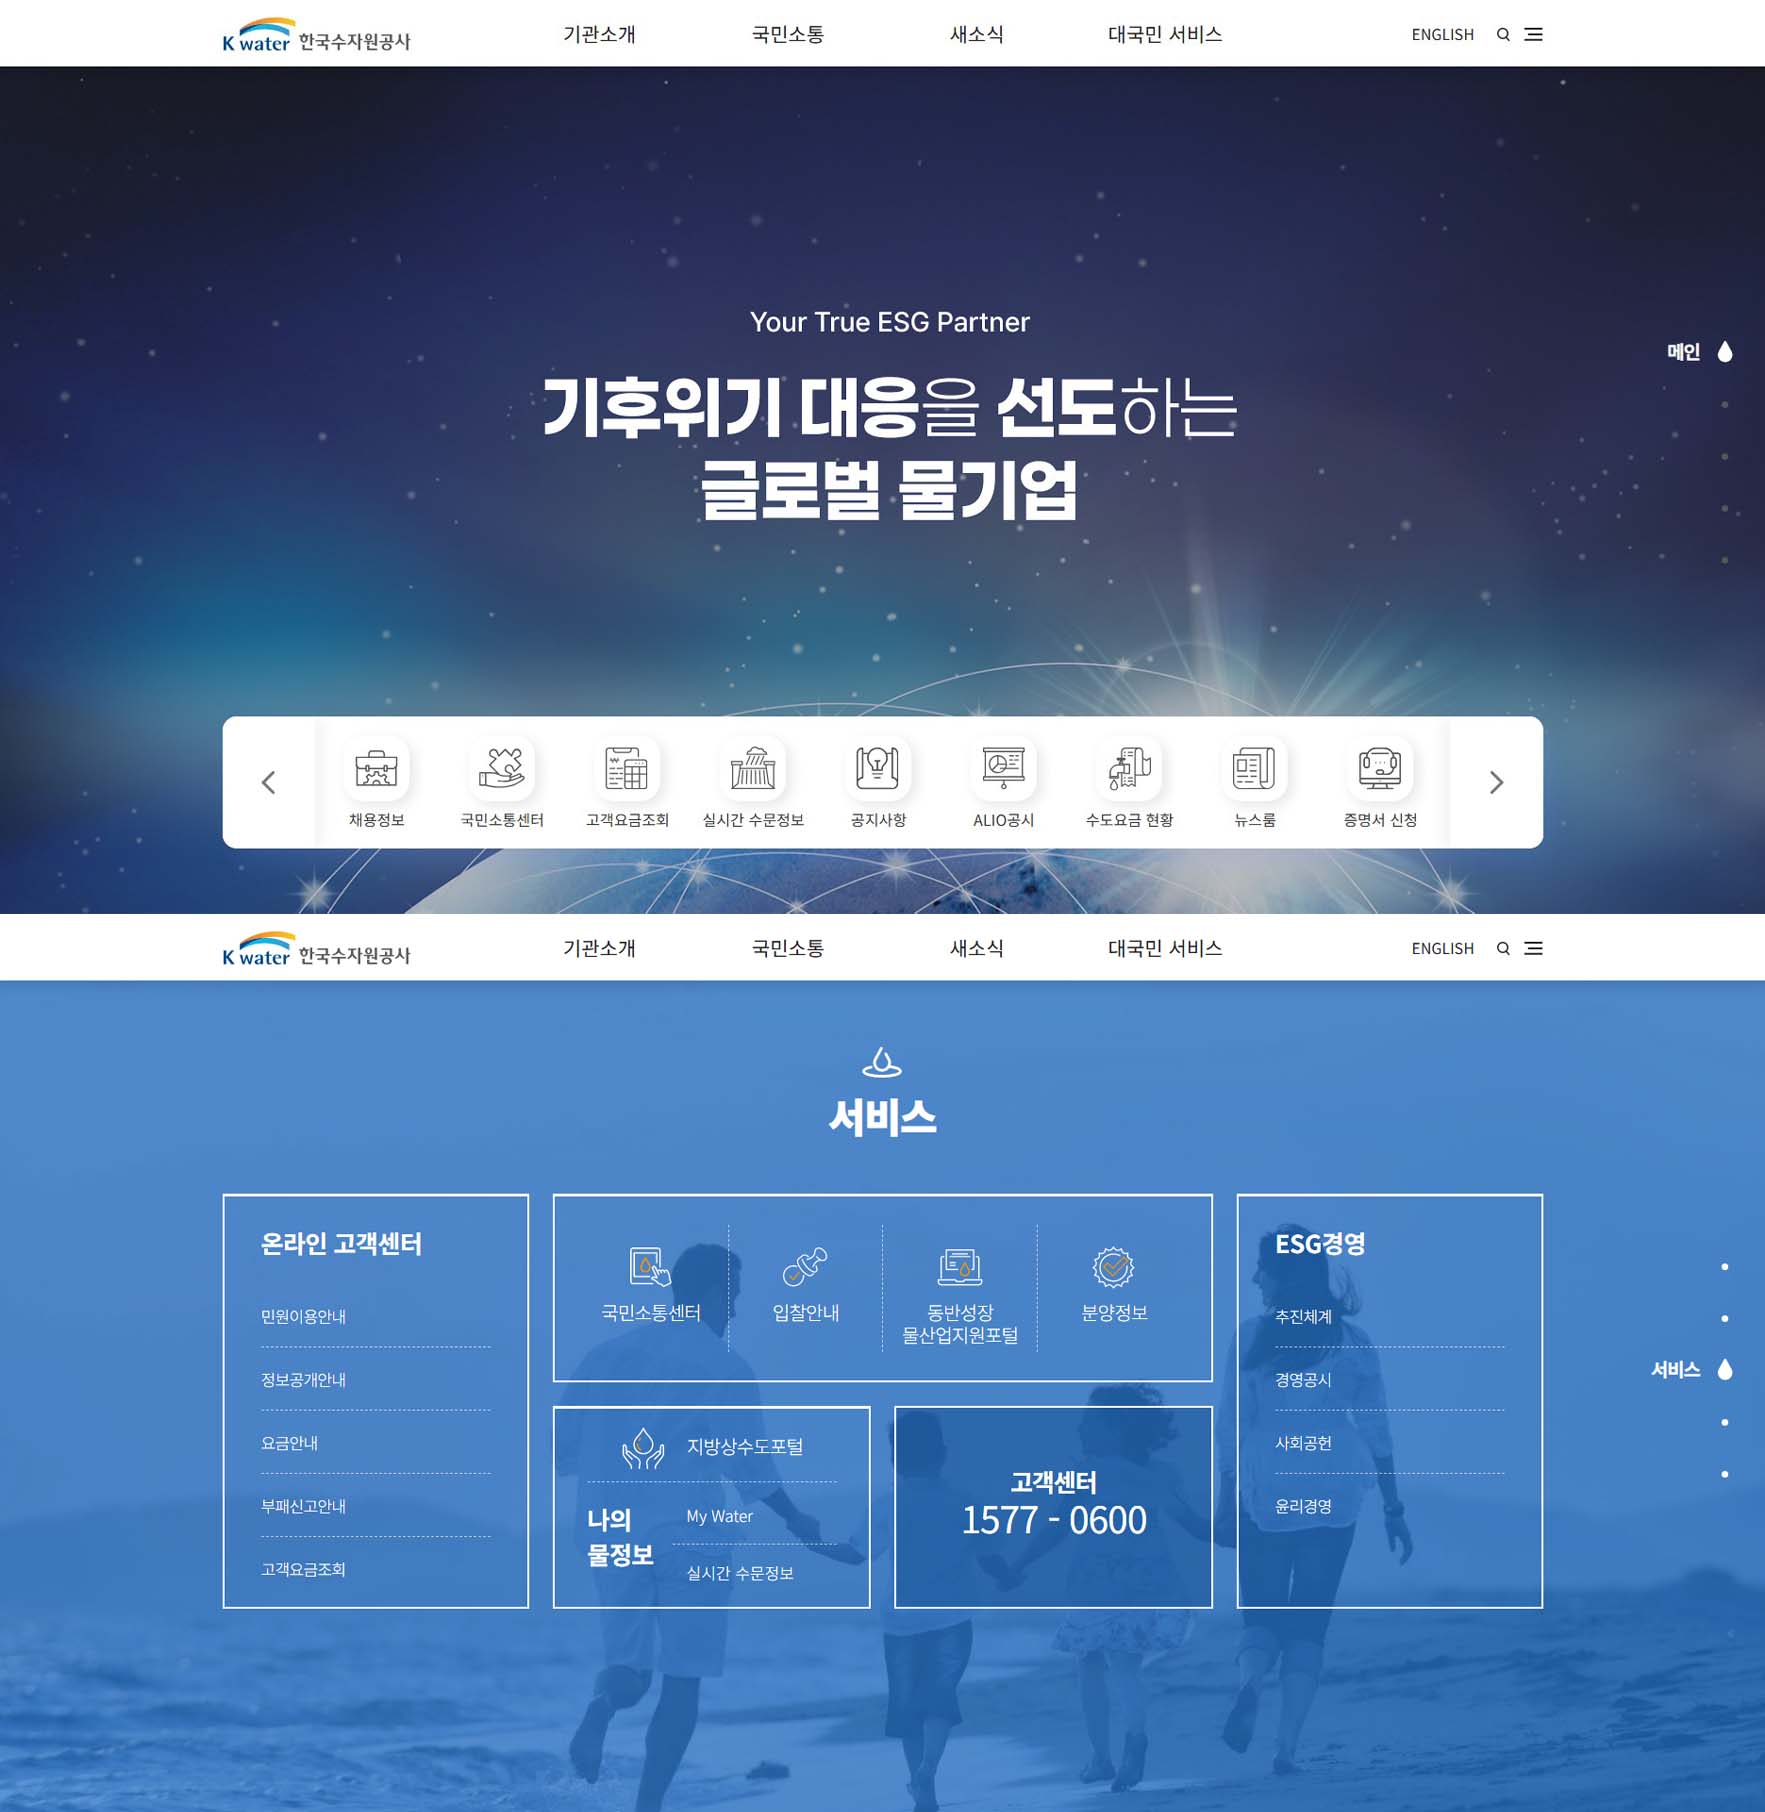 K water 한국수자원공사
기관소개
국민소통
새소식
대국민 서비스
ENGLISH
Your True ESG Partner
기후위기 대응을 선도하는
글로벌 물기업
메인
채용정보
국민소통센터
고객요금조회
실시간 수문정보
공지사항
ALIO공시
수도요금 현황
뉴스룸
증명서 신청
K water 한국수자원공사
기관소개
국민소통
새소식
대국민 서비스
ENGLISH
서비스
온라인 고객센터
민원이용안내
정보공개안내
요금안내
부패신고안내
고객요금조회
국민소통센터
입찰안내
동반성장
물산업지원포털
분양정보
지방상수도포털
나의
물정보
My Water
실시간 수문정보
고객센터
1577 - 0600
ESG경영
추진체계
경영공시
사회공헌
윤리경영
서비스